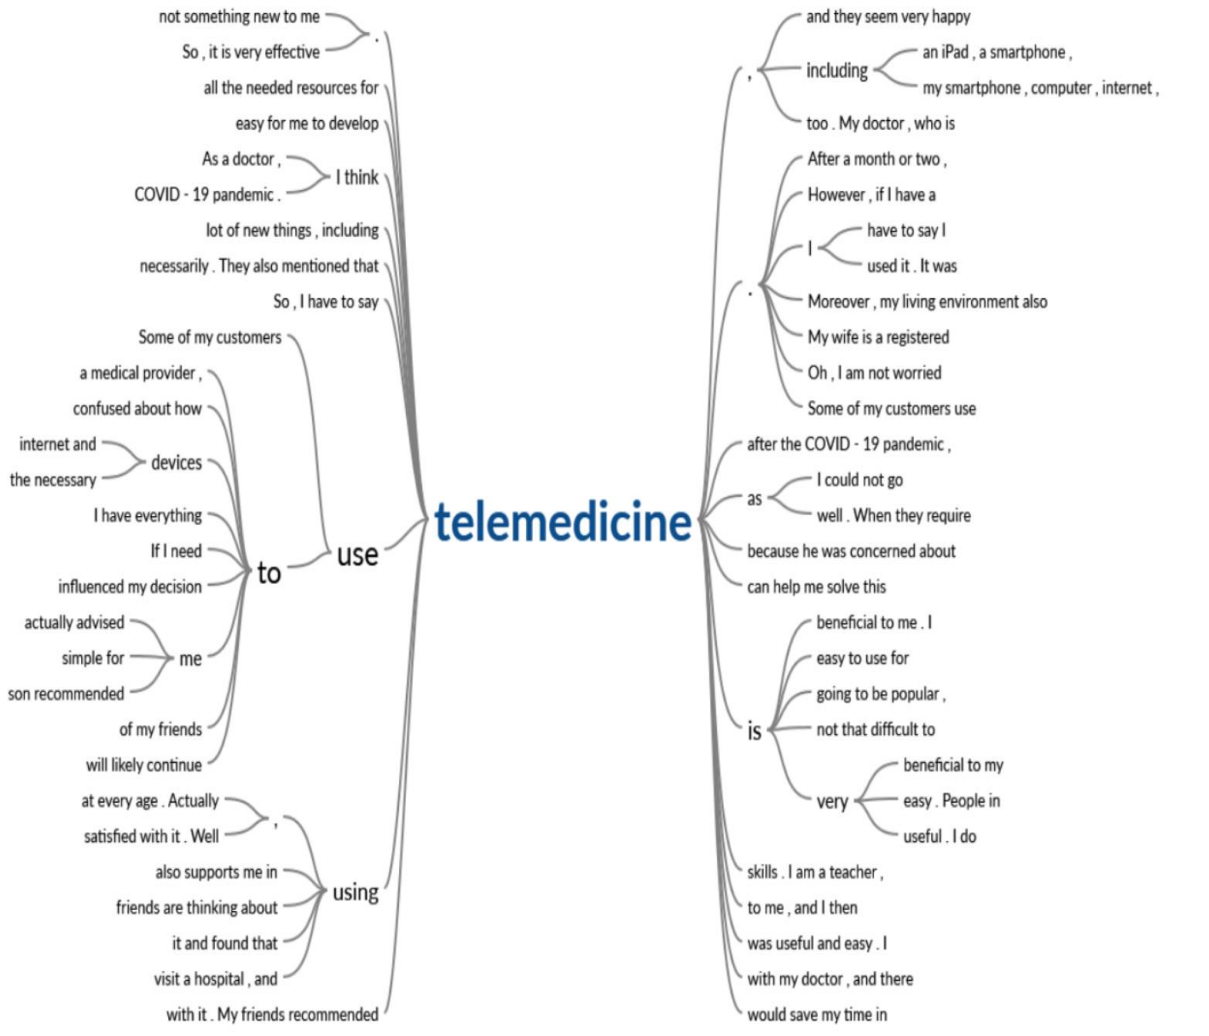 not something new to me
So , it is very effective
.
all the needed resources for
easy for me to develop
As a doctor ,
COVID - 19 pandemic .
I think
lot of new things , including
necessarily . They also mentioned that
So , I have to say
Some of my customers
a medical provider ,
confused about how
internet and
the necessary
devices
I have everything
If I need
influenced my decision
actually advised
simple for
son recommended
me
of my friends
will likely continue
to
use
at every age . Actually
satisfied with it . Well
,
also supports me in
friends are thinking about
it and found that
visit a hospital , and
using
with it . My friends recommended
telemedicine
,
and they seem very happy
including
an iPad , a smartphone ,
my smartphone , computer , internet ,
too . My doctor , who is
.
After a month or two ,
However , if I have a
I
have to say I
used it . It was
Moreover , my living environment also
My wife is a registered
Oh , I am not worried
Some of my customers use
after the COVID - 19 pandemic ,
as
I could not go
well . When they require
because he was concerned about
can help me solve this
is
beneficial to me . I
easy to use for
going to be popular ,
not that difficult to
very
beneficial to my
easy . People in
useful . I do
skills . I am a teacher ,
to me , and I then
was useful and easy . I
with my doctor , and there
would save my time in